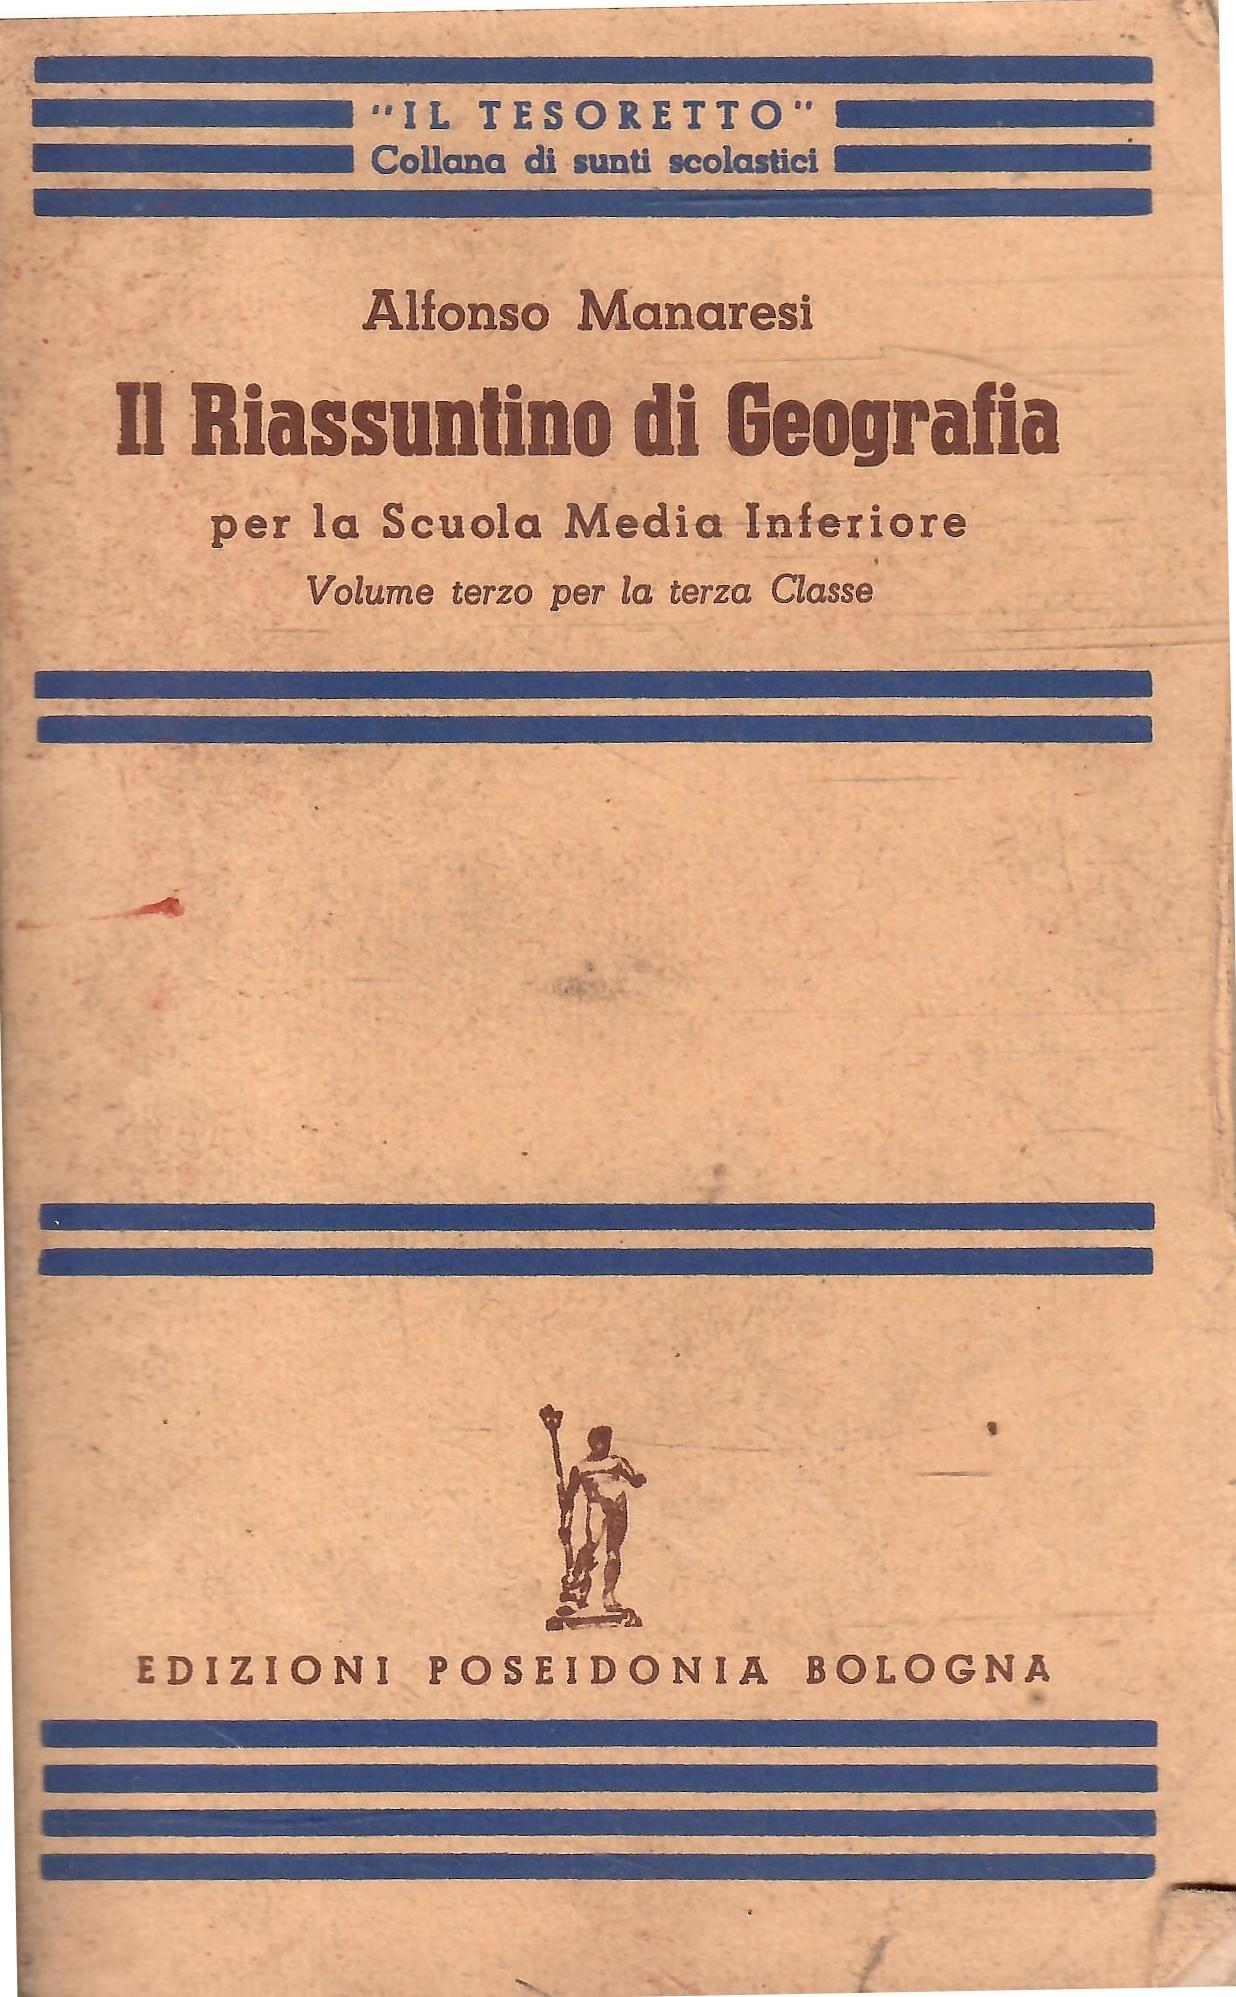 "IL TESORETTO"
Collana di sunti scolastici
Alfonso Manaresi
Il Riassuntino di Geografia
per la Scuola Media Inferiore
Volume terzo per la terza Classe
EDIZIONI POSEIDONIA BOLOGNA